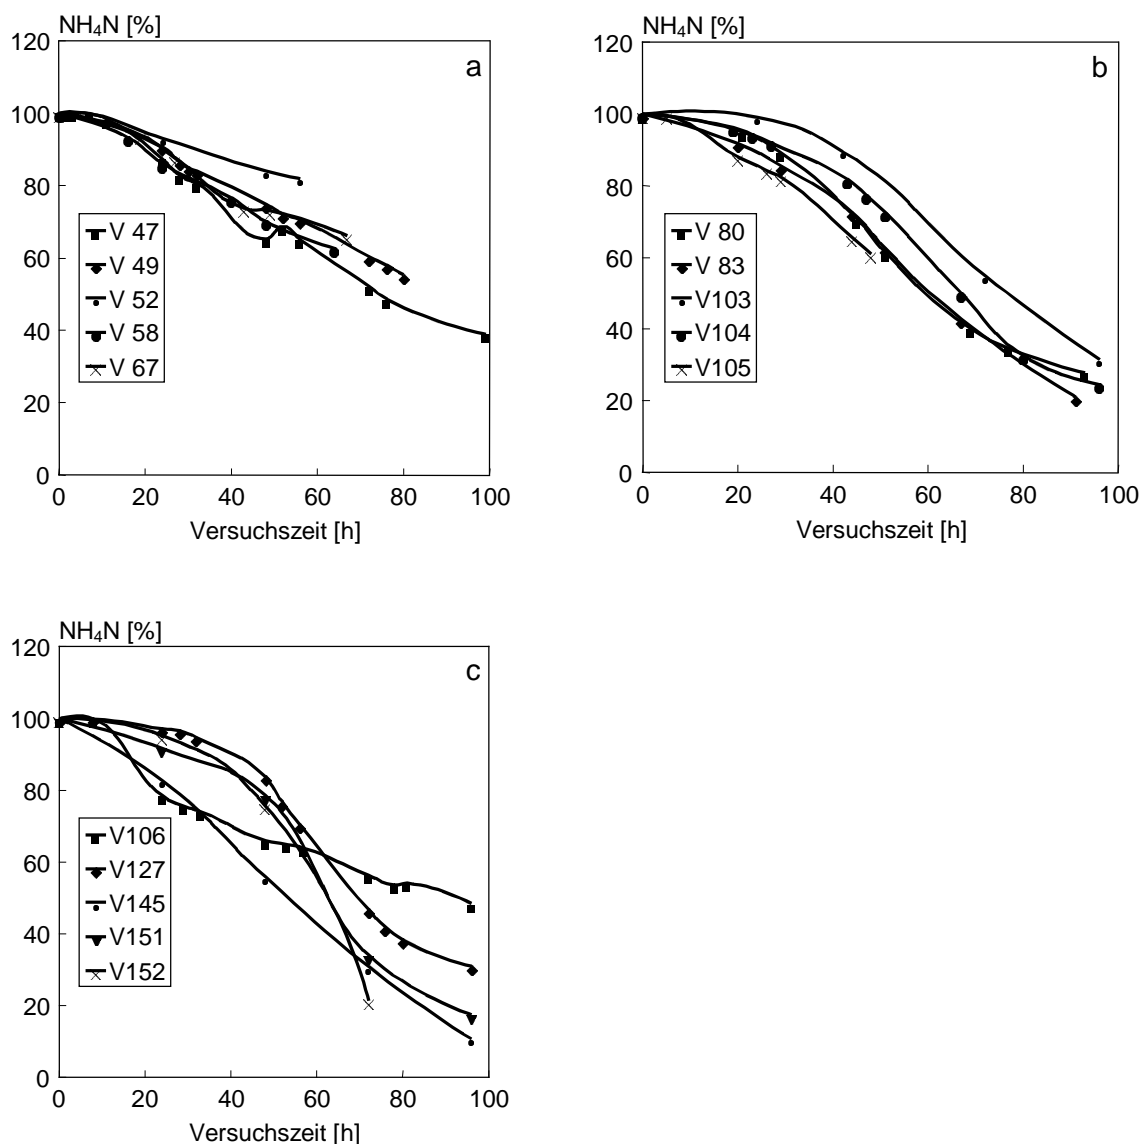 NH₄N [%]
a
120
100
80
60
40
20
0
V 47
V 49
V 52
V 58
V 67
0 20 40 60 80 100
Versuchszeit [h]
NH₄N [%]
b
120
100
80
60
40
20
0
V 80
V 83
V103
V104
V105
0 20 40 60 80 100
Versuchszeit [h]
NH₄N [%]
c
120
100
80
60
40
20
0
V106
V127
V145
V151
V152
0 20 40 60 80 100
Versuchszeit [h]